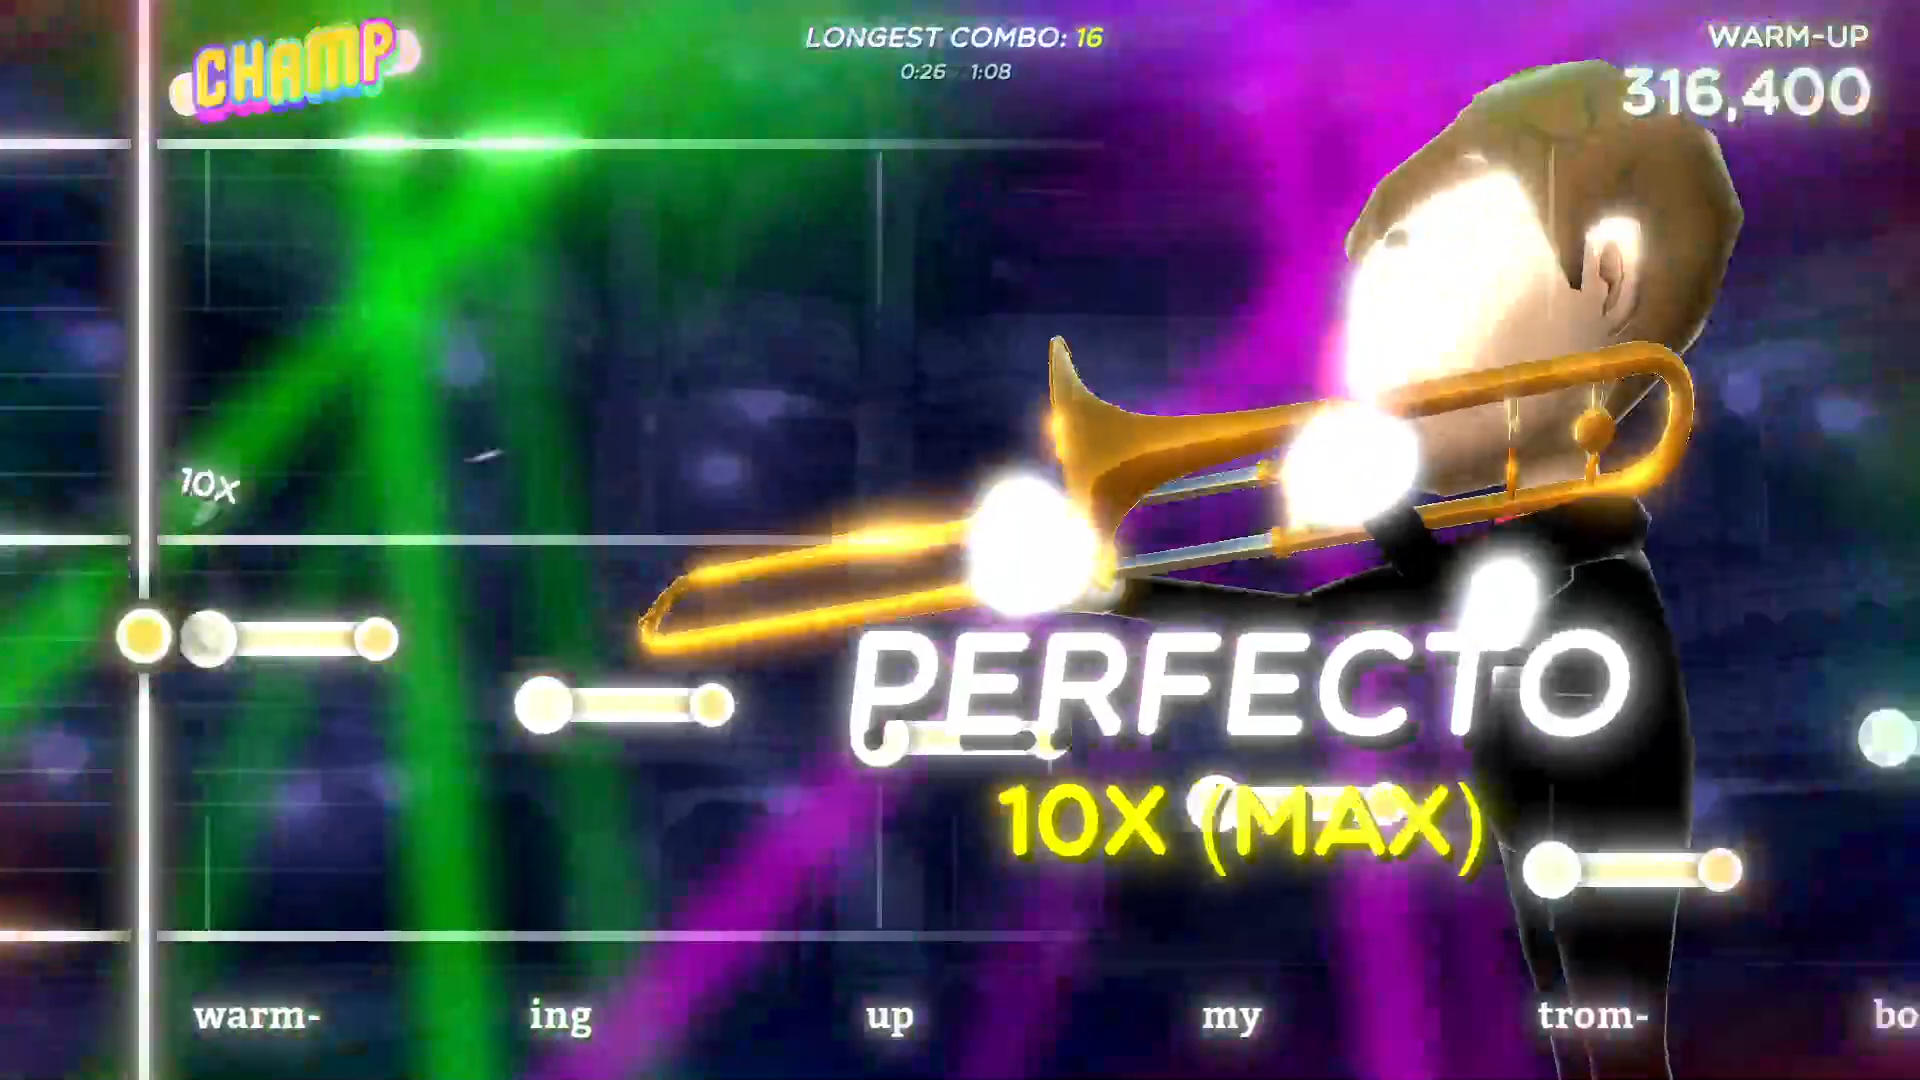 CHAMP
LONGEST COMBO: 16
0:26 1:08
WARM-UP
316,400
10X
PERFECTO
10X (MAX)
warm- ing up my trom- bo